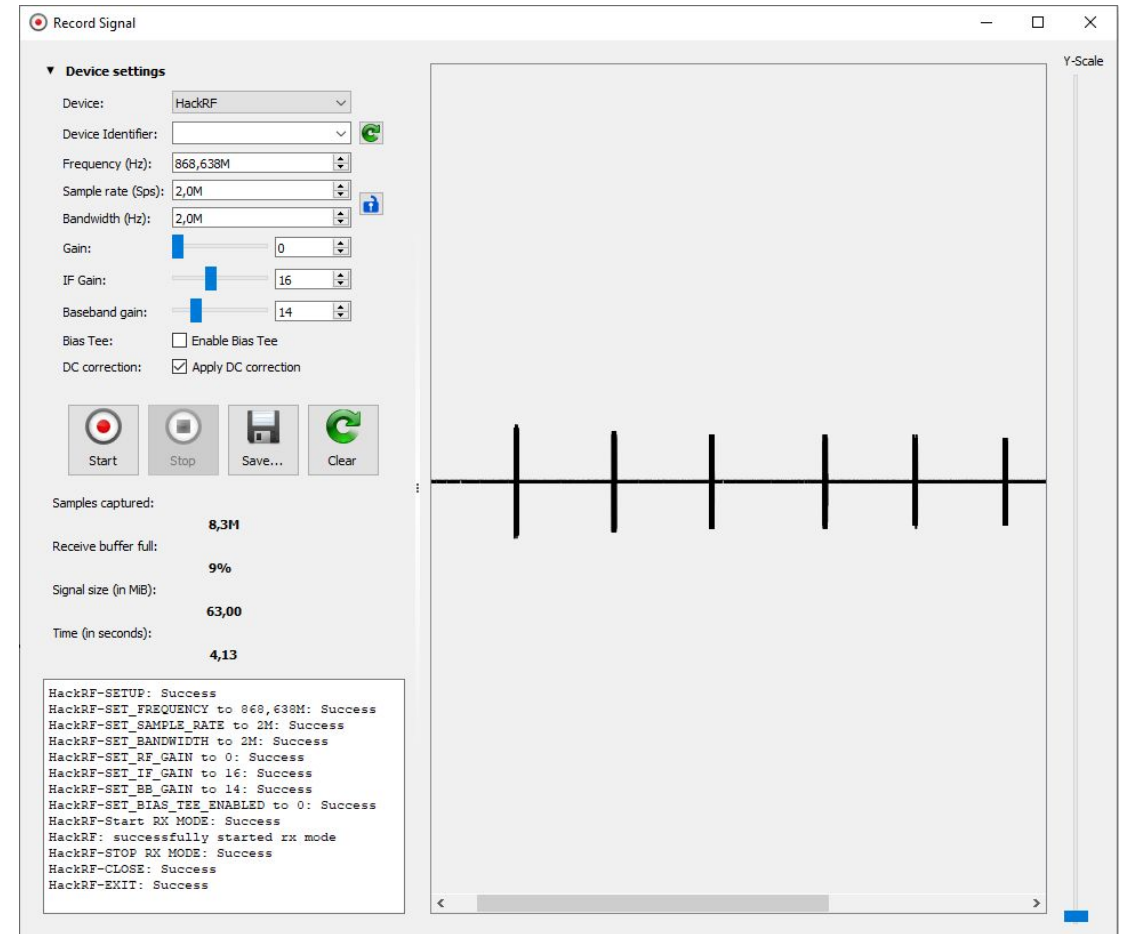 Record Signal
Y-Scale
Device settings
Device: HackRF
Device Identifier:
Frequency (Hz): 868,638M
Sample rate (Sps): 2,0M
Bandwidth (Hz): 2,0M
Gain: 0
IF Gain: 16
Baseband gain: 14
Bias Tee: Enable Bias Tee
DC correction: Apply DC correction
Start Stop Save... Clear
Samples captured:
8,3M
Receive buffer full:
9%
Signal size (in MiB):
63,00
Time (in seconds):
4,13
HackRF-SETUP: Success
HackRF-SET_FREQUENCY to 868,638M: Success
HackRF-SET_SAMPLE_RATE to 2M: Success
HackRF-SET_BANDWIDTH to 2M: Success
HackRF-SET_RF_GAIN to 0: Success
HackRF-SET_IF_GAIN to 16: Success
HackRF-SET_BB_GAIN to 14: Success
HackRF-SET_BIAS_TEE_ENABLED to 0: Success
HackRF-Start RX MODE: Success
HackRF: successfully started rx mode
HackRF-STOP RX MODE: Success
HackRF-CLOSE: Success
HackRF-EXIT: Success